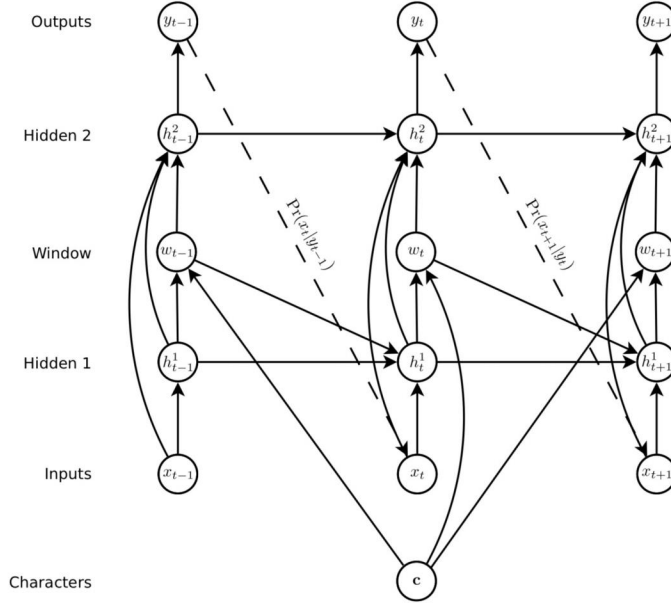 Outputs y_{t-1} y_t y_{t+1}
Hidden 2 h^2_{t-1} h^2_t h^2_{t+1}
Pr(x_t|y_{t-1}) Pr(x_{t+1}|y_t)
Window w_{t-1} w_t w_{t+1}
Hidden 1 h^1_{t-1} h^1_t h^1_{t+1}
Inputs x_{t-1} x_t x_{t+1}
Characters c